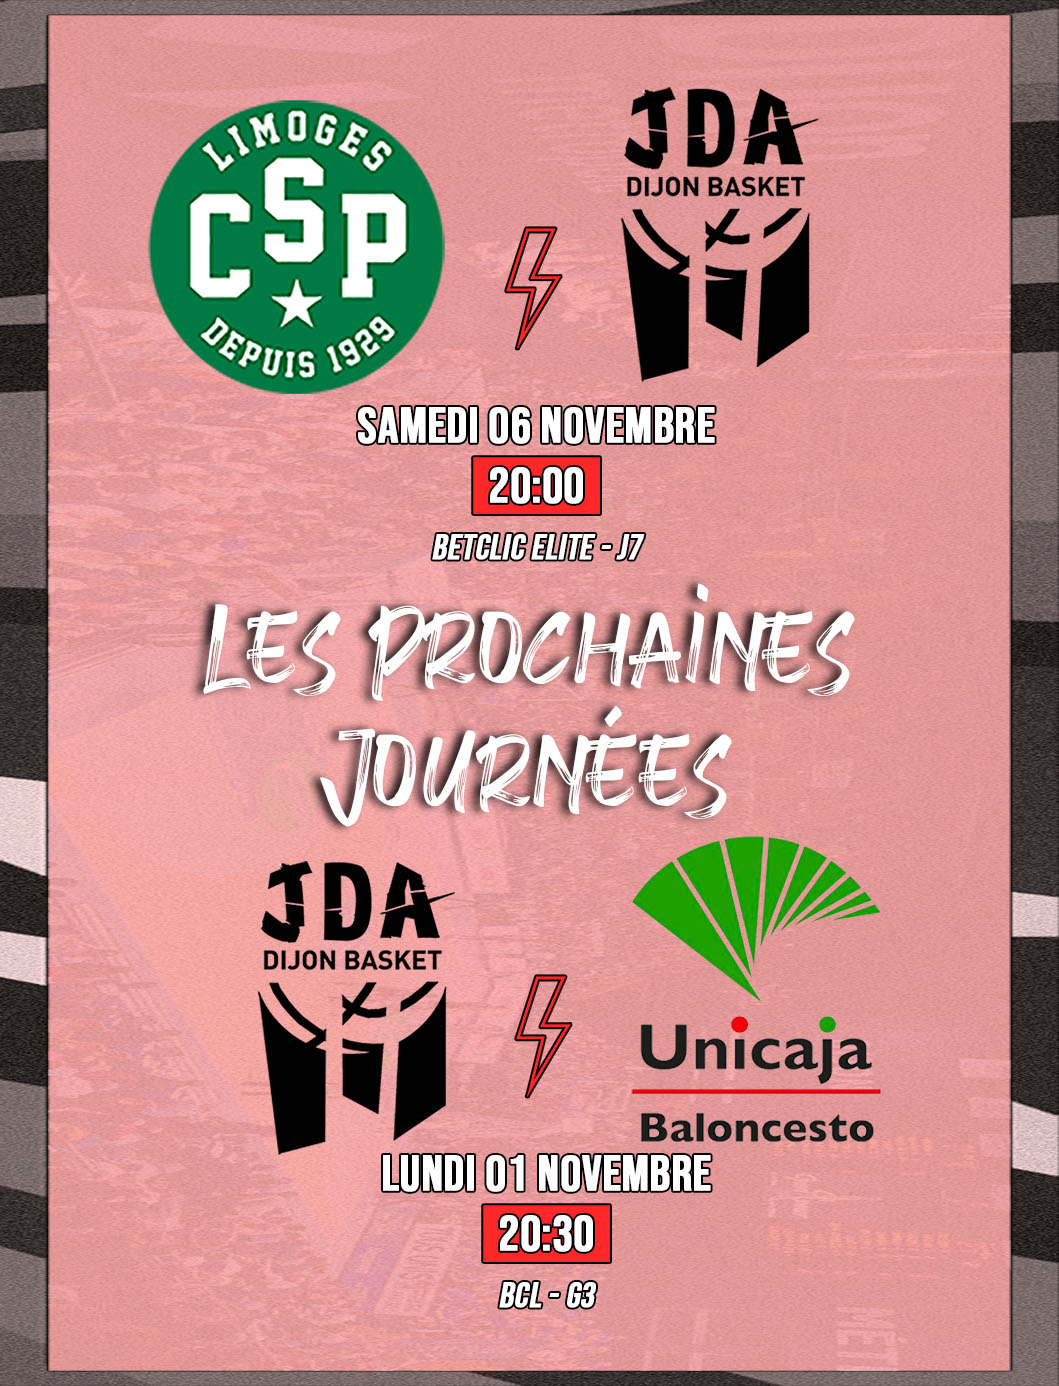 LIMOGES
CSP
DEPUIS 1929
JDA
DIJON BASKET
SAMEDI 06 NOVEMBRE
20:00
BETCLIC ELITE - J7
LES PROCHAINES
JOURNÉES
JDA
DIJON BASKET
Unicaja
Baloncesto
LUNDI 01 NOVEMBRE
20:30
BCL - G3